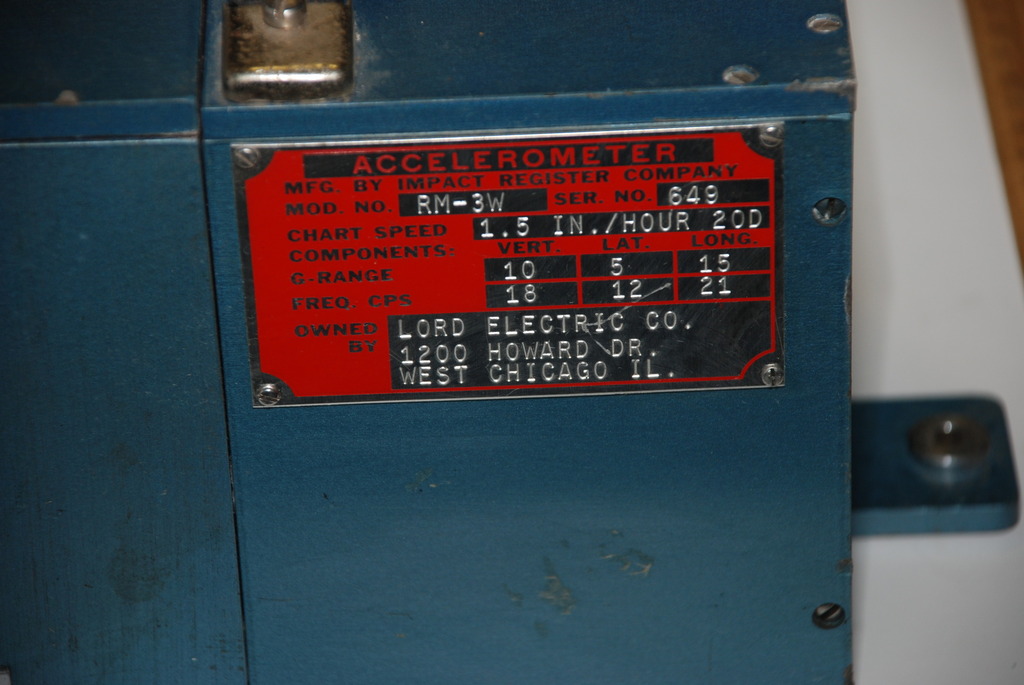 ACCELEROMETER
MFG. BY IMPACT REGISTER COMPANY
MOD. NO. RM-3W SER. NO. 649
CHART SPEED 1.5 IN./HOUR 20D
COMPONENTS: VERT. LAT. LONG.
G-RANGE 10 5 15
FREQ. CPS 18 12 21
OWNED BY LORD ELECTRIC CO.
1200 HOWARD DR.
WEST CHICAGO IL.